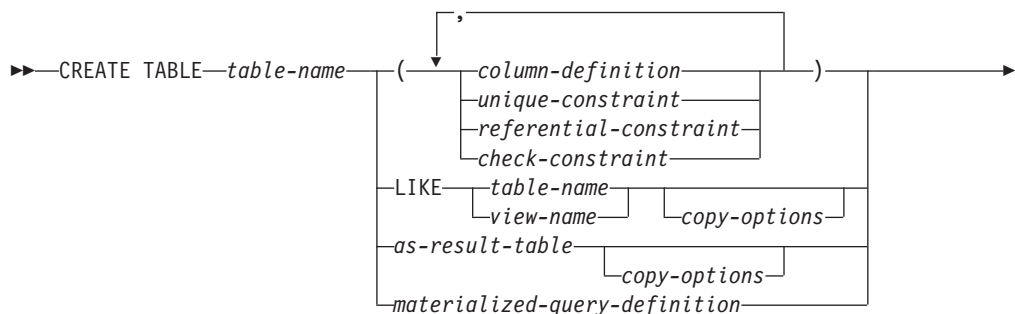 ,
CREATE TABLE table-name ( column-definition )
unique-constraint
referential-constraint
check-constraint
LIKE table-name
view-name copy-options
as-result-table
copy-options
materialized-query-definition